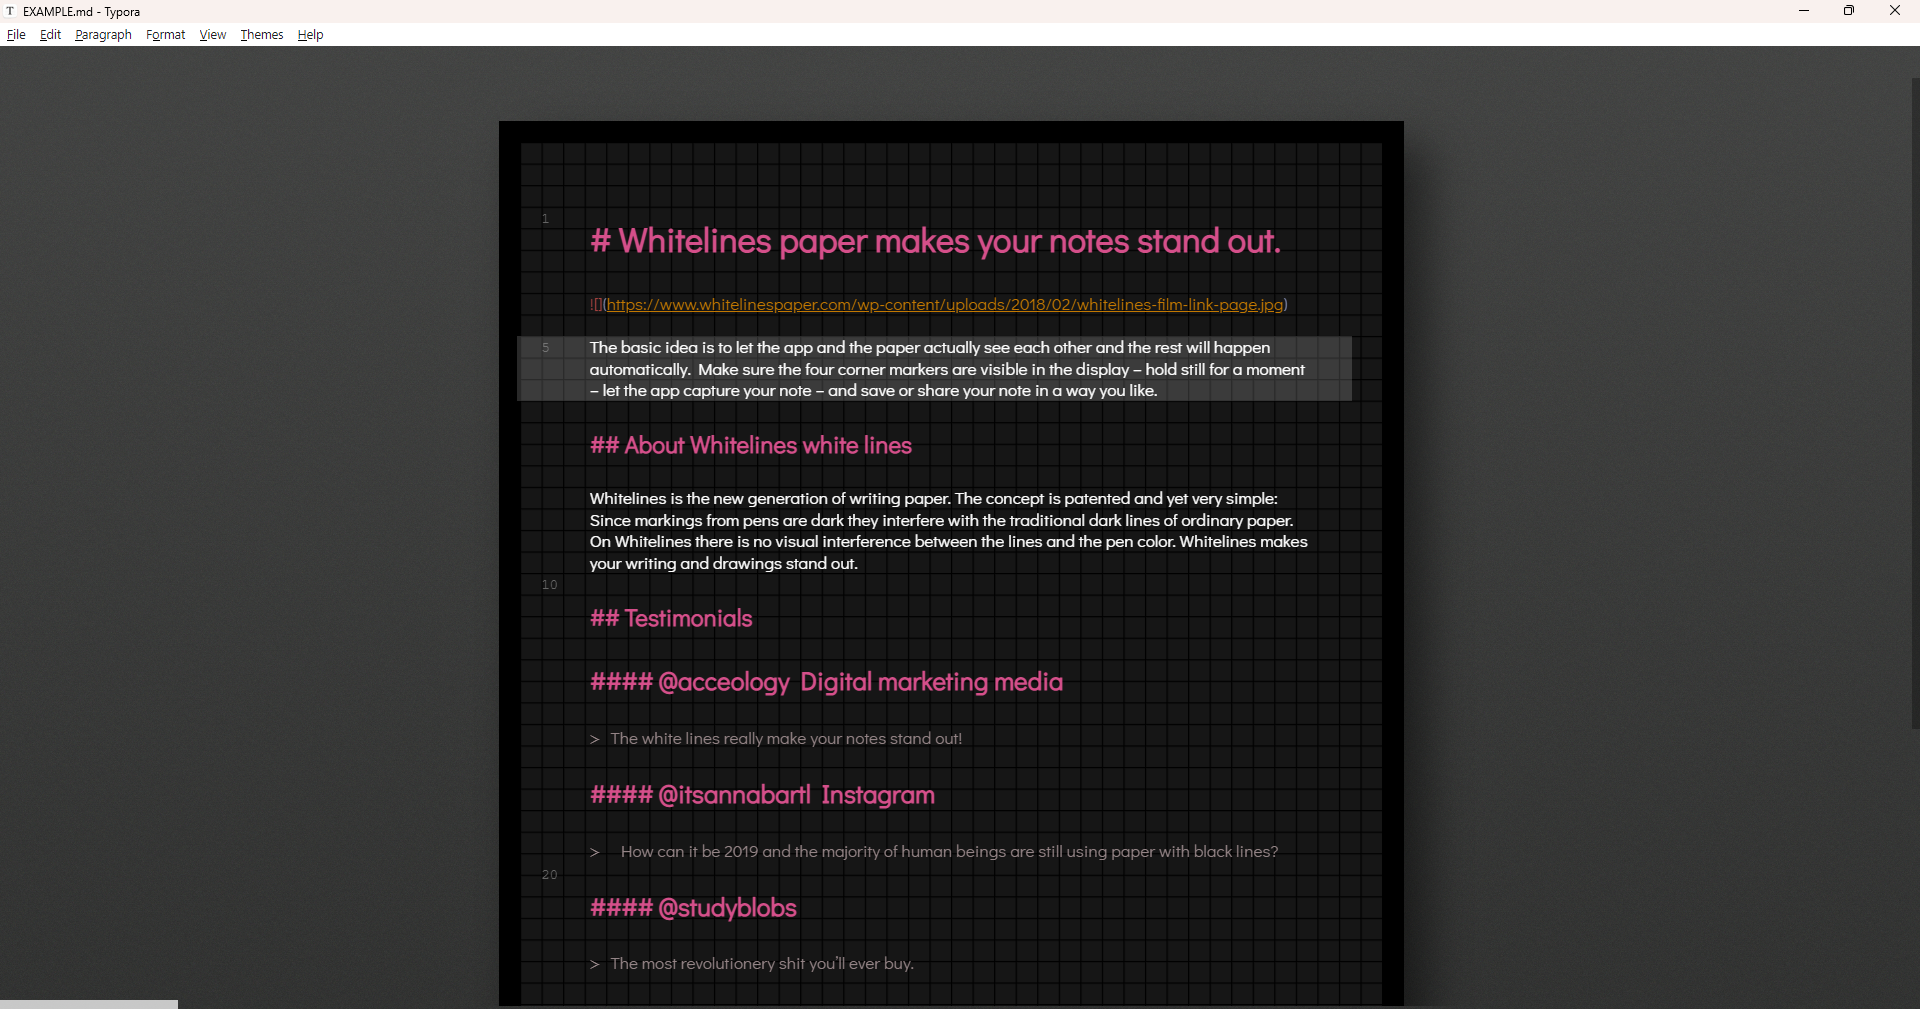 T EXAMPLE.md - Typora
File Edit Paragraph Format View Themes Help
1
# Whitelines paper makes your notes stand out.
![](https://www.whitelinespaper.com/wp-content/uploads/2018/02/whitelines-film-link-page.jpg)
5 The basic idea is to let the app and the paper actually see each other and the rest will happen
automatically.  Make sure the four corner markers are visible in the display – hold still for a moment
– let the app capture your note – and save or share your note in a way you like.
## About Whitelines white lines
Whitelines is the new generation of writing paper. The concept is patented and yet very simple:
Since markings from pens are dark they interfere with the traditional dark lines of ordinary paper.
On Whitelines there is no visual interference between the lines and the pen color. Whitelines makes
your writing and drawings stand out.
10
## Testimonials
#### @acceology  Digital marketing media
> The white lines really make your notes stand out!
#### @itsannabartl  Instagram
>  How can it be 2019 and the majority of human beings are still using paper with black lines?
20
#### @studyblobs
> The most revolutionery shit you'll ever buy.